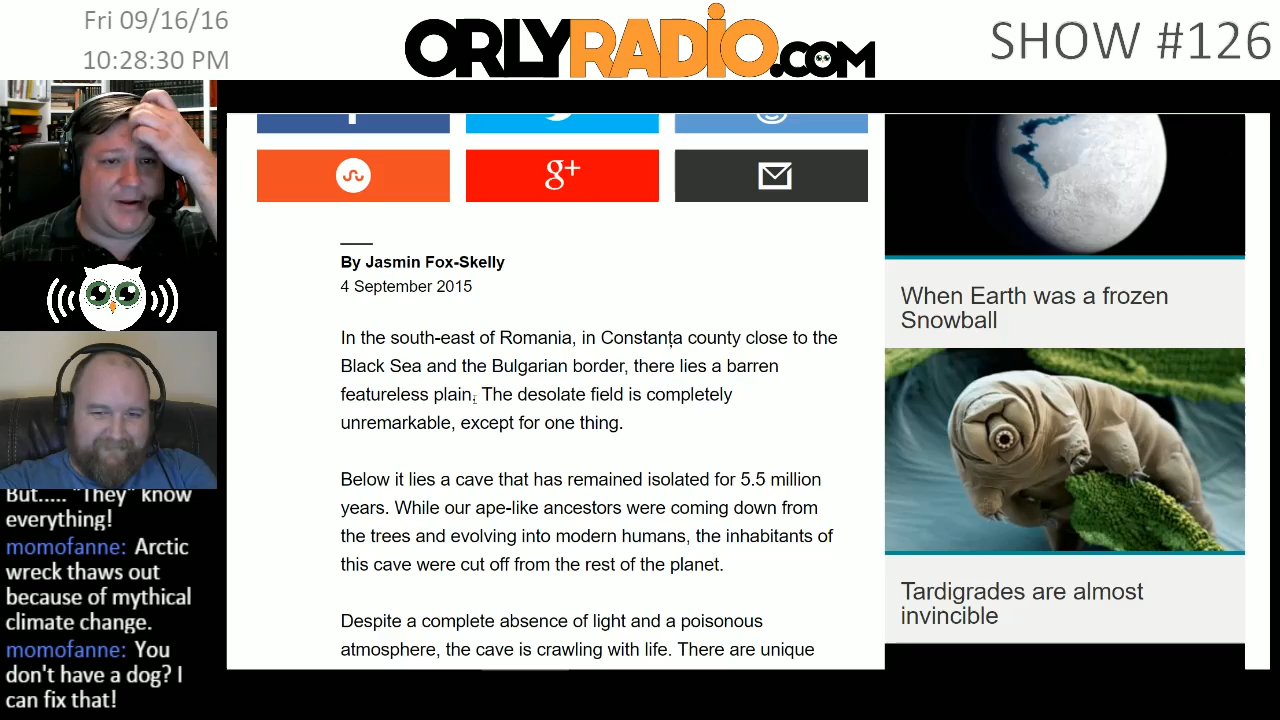 Fri 09/16/16
10:28:30 PM
ORLYRADIO.COM
SHOW #126
g+
By Jasmin Fox-Skelly
4 September 2015
In the south-east of Romania, in Constanța county close to the
Black Sea and the Bulgarian border, there lies a barren
featureless plain. The desolate field is completely
unremarkable, except for one thing.
Below it lies a cave that has remained isolated for 5.5 million
years. While our ape-like ancestors were coming down from
the trees and evolving into modern humans, the inhabitants of
this cave were cut off from the rest of the planet.
Despite a complete absence of light and a poisonous
atmosphere, the cave is crawling with life. There are unique
When Earth was a frozen
Snowball
Tardigrades are almost
invincible
But..... "They" know
everything!
momofanne: Arctic
wreck thaws out
because of mythical
climate change.
momofanne: You
don't have a dog? I
can fix that!